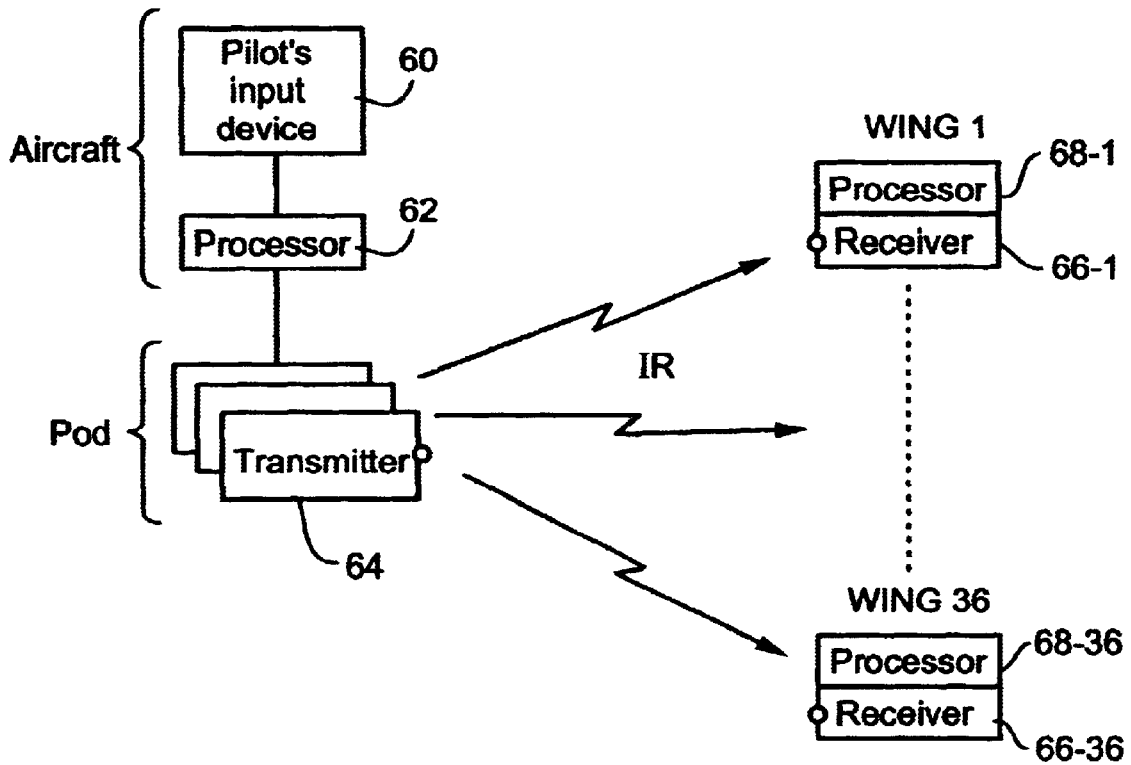 Aircraft
Pilot's
input
device
60
Processor
62
Pod
Transmitter
64
IR
WING 1
Processor
68-1
Receiver
66-1
WING 36
Processor
68-36
Receiver
66-36